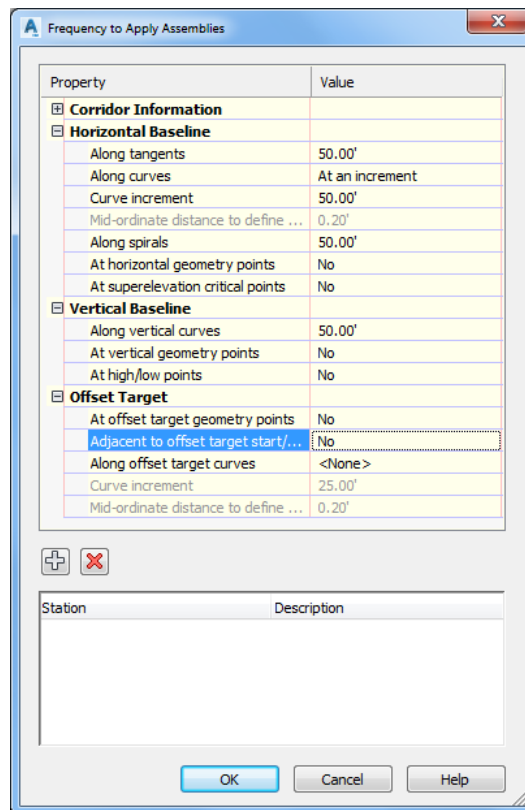 Frequency to Apply Assemblies
Property Value
Corridor Information
Horizontal Baseline
Along tangents 50.00'
Along curves At an increment
Curve increment 50.00'
Mid-ordinate distance to define ... 0.20'
Along spirals 50.00'
At horizontal geometry points No
At superelevation critical points No
Vertical Baseline
Along vertical curves 50.00'
At vertical geometry points No
At high/low points No
Offset Target
At offset target geometry points No
Adjacent to offset target start/... No
Along offset target curves <None>
Curve increment 25.00'
Mid-ordinate distance to define ... 0.20'
Station Description
OK Cancel Help